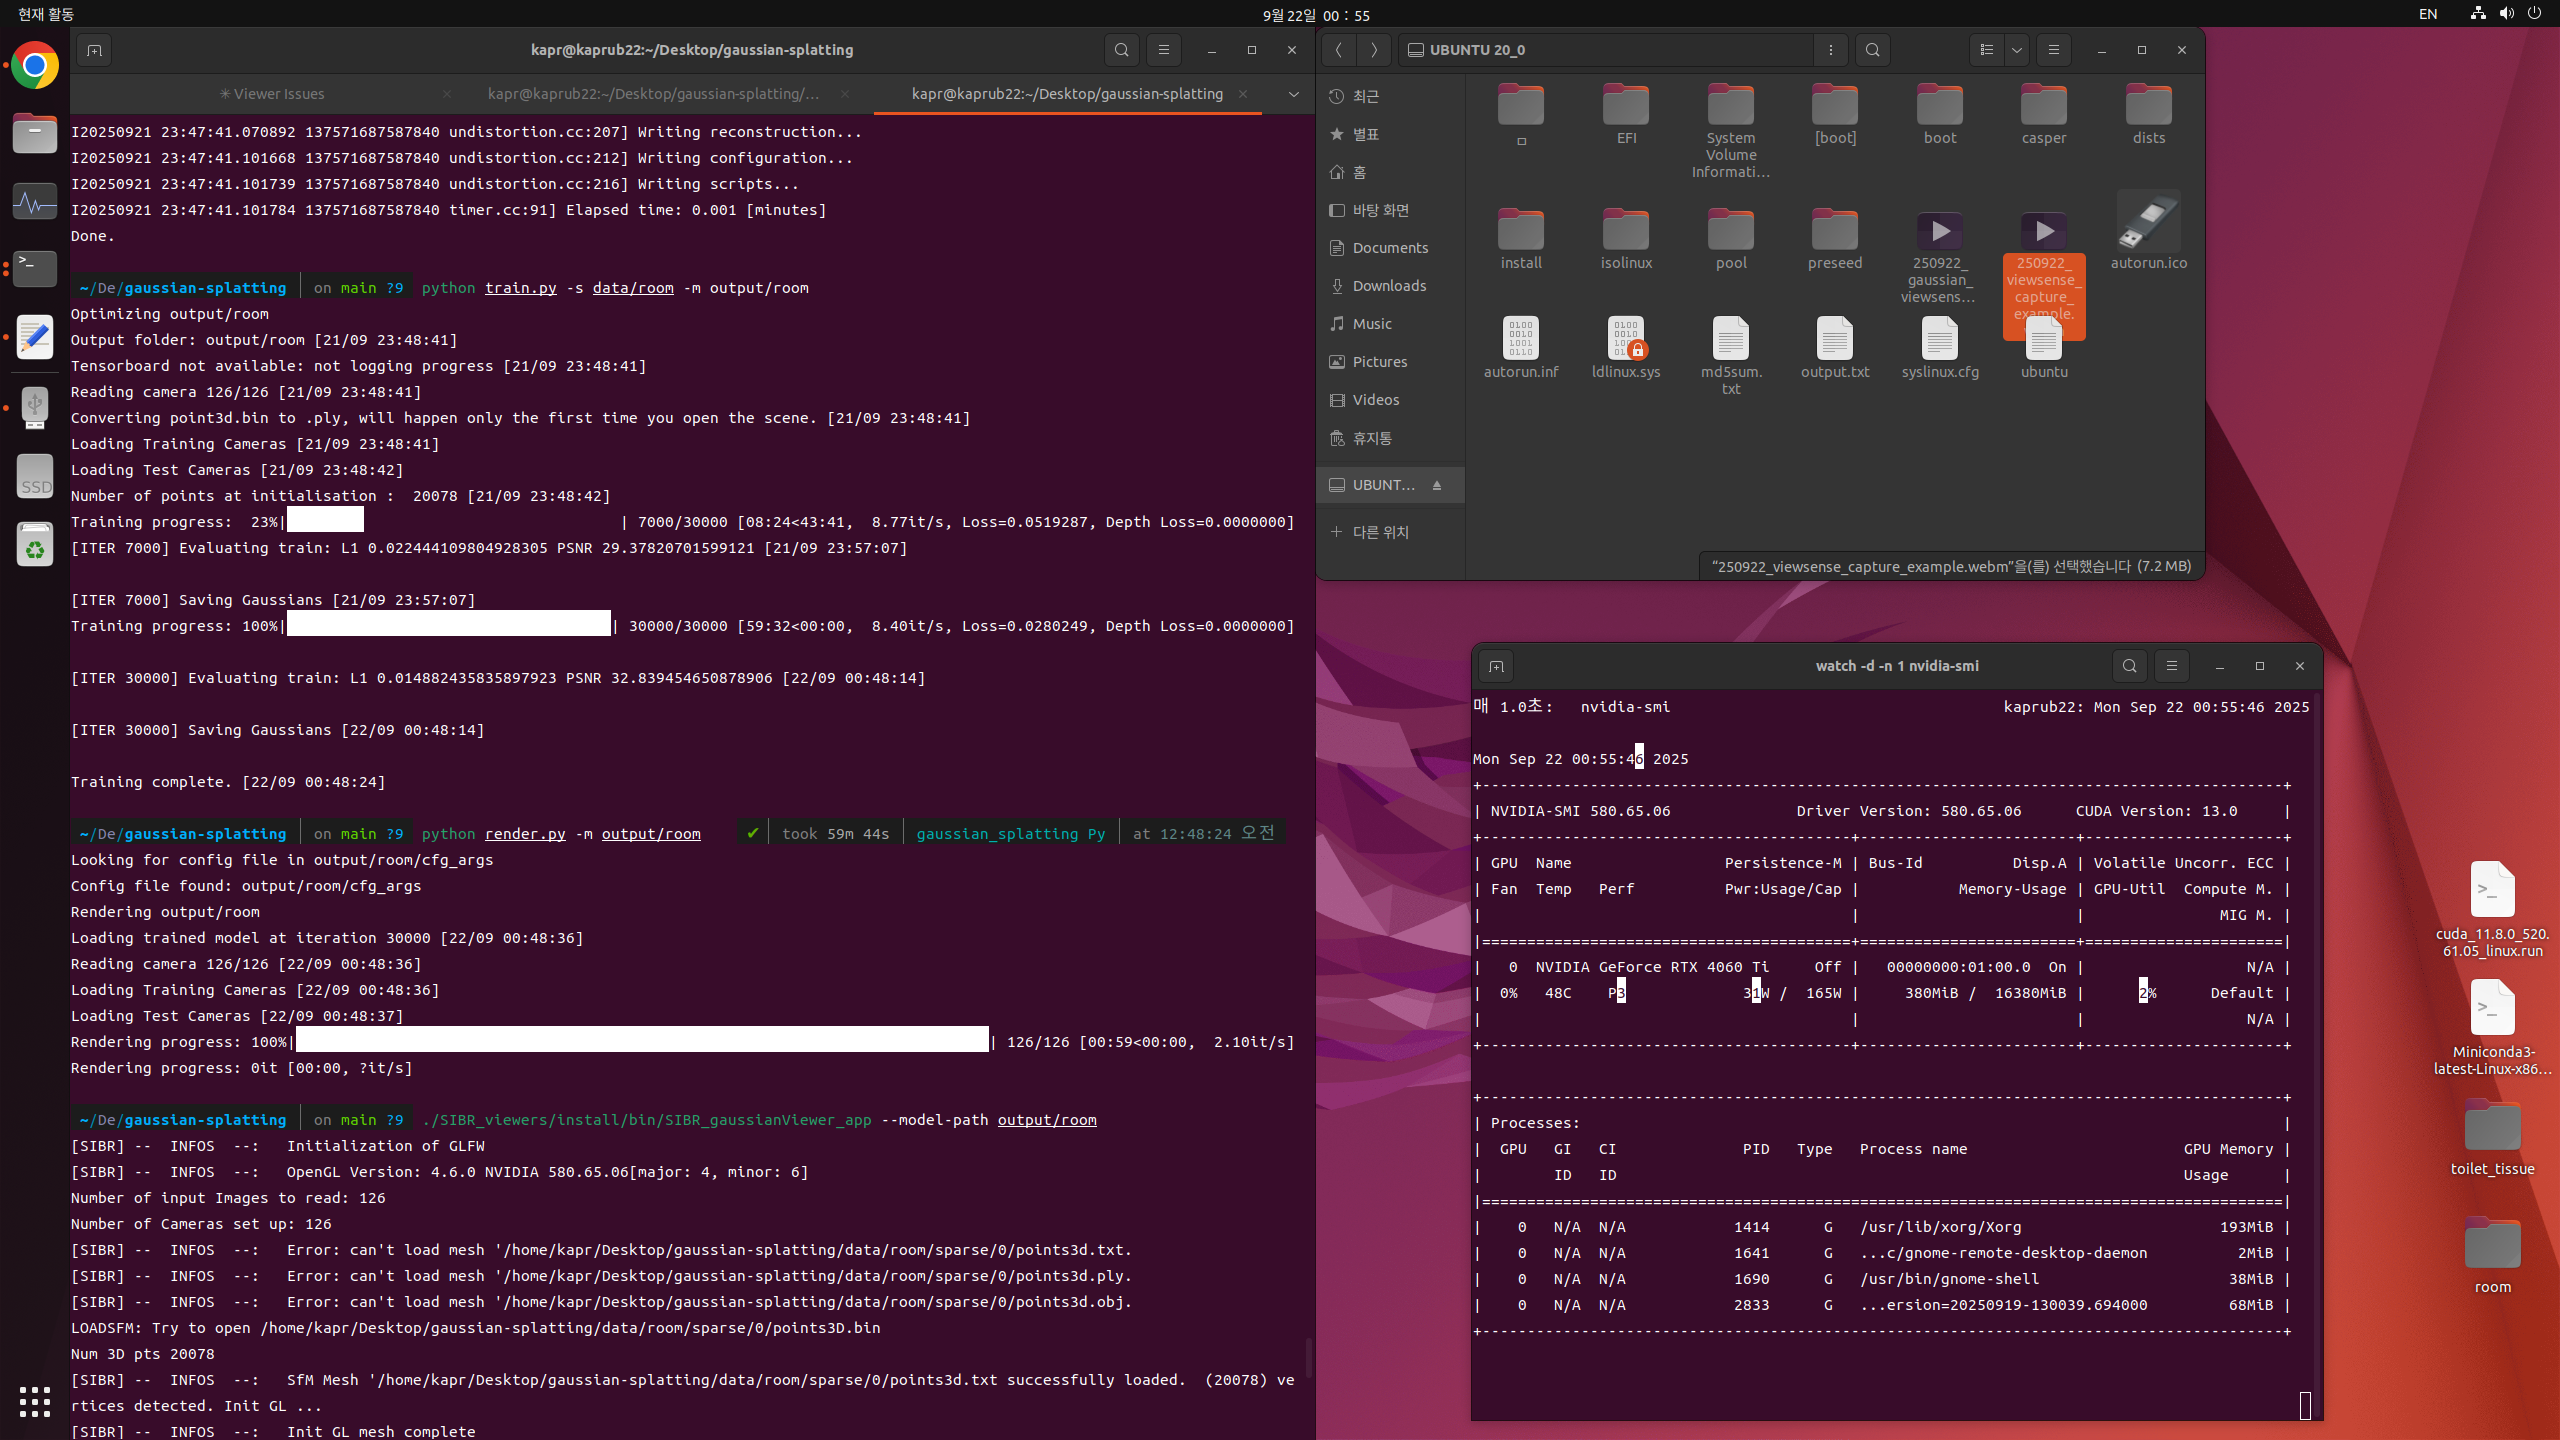 현재 활동
9월 22일 00 : 55
EN
kapr@kaprub22:~/Desktop/gaussian-splatting
✳ Viewer Issues
kapr@kaprub22:~/Desktop/gaussian-splatting/...
kapr@kaprub22:~/Desktop/gaussian-splatting
I20250921 23:47:41.070892 137571687587840 undistortion.cc:207] Writing reconstruction...
I20250921 23:47:41.101668 137571687587840 undistortion.cc:212] Writing configuration...
I20250921 23:47:41.101739 137571687587840 undistortion.cc:216] Writing scripts...
I20250921 23:47:41.101784 137571687587840 timer.cc:91] Elapsed time: 0.001 [minutes]
Done.
~/De/gaussian-splatting on main ?9 python train.py -s data/room -m output/room
Optimizing output/room
Output folder: output/room [21/09 23:48:41]
Tensorboard not available: not logging progress [21/09 23:48:41]
Reading camera 126/126 [21/09 23:48:41]
Converting point3d.bin to .ply, will happen only the first time you open the scene. [21/09 23:48:41]
Loading Training Cameras [21/09 23:48:41]
Loading Test Cameras [21/09 23:48:42]
Number of points at initialisation :  20078 [21/09 23:48:42]
Training progress:  23%| | 7000/30000 [08:24<43:41,  8.77it/s, Loss=0.0519287, Depth Loss=0.0000000]
[ITER 7000] Evaluating train: L1 0.022444109804928305 PSNR 29.37820701599121 [21/09 23:57:07]
[ITER 7000] Saving Gaussians [21/09 23:57:07]
Training progress: 100%| | 30000/30000 [59:32<00:00,  8.40it/s, Loss=0.0280249, Depth Loss=0.0000000]
[ITER 30000] Evaluating train: L1 0.014882435835897923 PSNR 32.839454650878906 [22/09 00:48:14]
[ITER 30000] Saving Gaussians [22/09 00:48:14]
Training complete. [22/09 00:48:24]
~/De/gaussian-splatting on main ?9 python render.py -m output/room ✔ took 59m 44s gaussian_splatting Py at 12:48:24 오전
Looking for config file in output/room/cfg_args
Config file found: output/room/cfg_args
Rendering output/room
Loading trained model at iteration 30000 [22/09 00:48:36]
Reading camera 126/126 [22/09 00:48:36]
Loading Training Cameras [22/09 00:48:36]
Loading Test Cameras [22/09 00:48:37]
Rendering progress: 100%| | 126/126 [00:59<00:00,  2.10it/s]
Rendering progress: 0it [00:00, ?it/s]
~/De/gaussian-splatting on main ?9 ./SIBR_viewers/install/bin/SIBR_gaussianViewer_app --model-path output/room
[SIBR] --  INFOS  --:   Initialization of GLFW
[SIBR] --  INFOS  --:   OpenGL Version: 4.6.0 NVIDIA 580.65.06[major: 4, minor: 6]
Number of input Images to read: 126
Number of Cameras set up: 126
[SIBR] --  INFOS  --:   Error: can't load mesh '/home/kapr/Desktop/gaussian-splatting/data/room/sparse/0/points3d.txt.
[SIBR] --  INFOS  --:   Error: can't load mesh '/home/kapr/Desktop/gaussian-splatting/data/room/sparse/0/points3d.ply.
[SIBR] --  INFOS  --:   Error: can't load mesh '/home/kapr/Desktop/gaussian-splatting/data/room/sparse/0/points3d.obj.
LOADSFM: Try to open /home/kapr/Desktop/gaussian-splatting/data/room/sparse/0/points3D.bin
Num 3D pts 20078
[SIBR] --  INFOS  --:   SfM Mesh '/home/kapr/Desktop/gaussian-splatting/data/room/sparse/0/points3d.txt successfully loaded.  (20078) ve
rtices detected. Init GL ...
[SIBR] --  INFOS  --:   Init GL mesh complete
UBUNTU 20_0
최근
별표
홈
바탕 화면
Documents
Downloads
Music
Pictures
Videos
휴지통
UBUNT...
다른 위치
ㅁ
EFI
System
Volume
Informati...
[boot]
boot
casper
dists
install
isolinux
pool
preseed
250922_
gaussian_
viewsens...
250922_
viewsense_
capture_
example.
autorun.ico
autorun.inf
ldlinux.sys
md5sum.
txt
output.txt
syslinux.cfg
ubuntu
“250922_viewsense_capture_example.webm”을(를) 선택했습니다 (7.2 MB)
watch -d -n 1 nvidia-smi
매 1.0초:   nvidia-smi kaprub22: Mon Sep 22 00:55:46 2025
Mon Sep 22 00:55:46 2025
| NVIDIA-SMI 580.65.06 Driver Version: 580.65.06 CUDA Version: 13.0 |
| GPU  Name Persistence-M | Bus-Id Disp.A | Volatile Uncorr. ECC |
| Fan  Temp   Perf Pwr:Usage/Cap | Memory-Usage | GPU-Util  Compute M. |
| | | MIG M. |
| 0  NVIDIA GeForce RTX 4060 Ti Off | 00000000:01:00.0  On | N/A |
| 0%   48C    P3 31W /  165W | 380MiB /  16380MiB | 2% Default |
| | | N/A |
| Processes: |
| GPU   GI   CI PID   Type   Process name GPU Memory |
| ID   ID Usage |
| 0   N/A  N/A 1414 G   /usr/lib/xorg/Xorg 193MiB |
| 0   N/A  N/A 1641 G   ...c/gnome-remote-desktop-daemon 2MiB |
| 0   N/A  N/A 1690 G   /usr/bin/gnome-shell 38MiB |
| 0   N/A  N/A 2833 G   ...ersion=20250919-130039.694000 68MiB |
SSD
cuda_11.8.0_520.
61.05_linux.run
Miniconda3-
latest-Linux-x86...
toilet_tissue
room